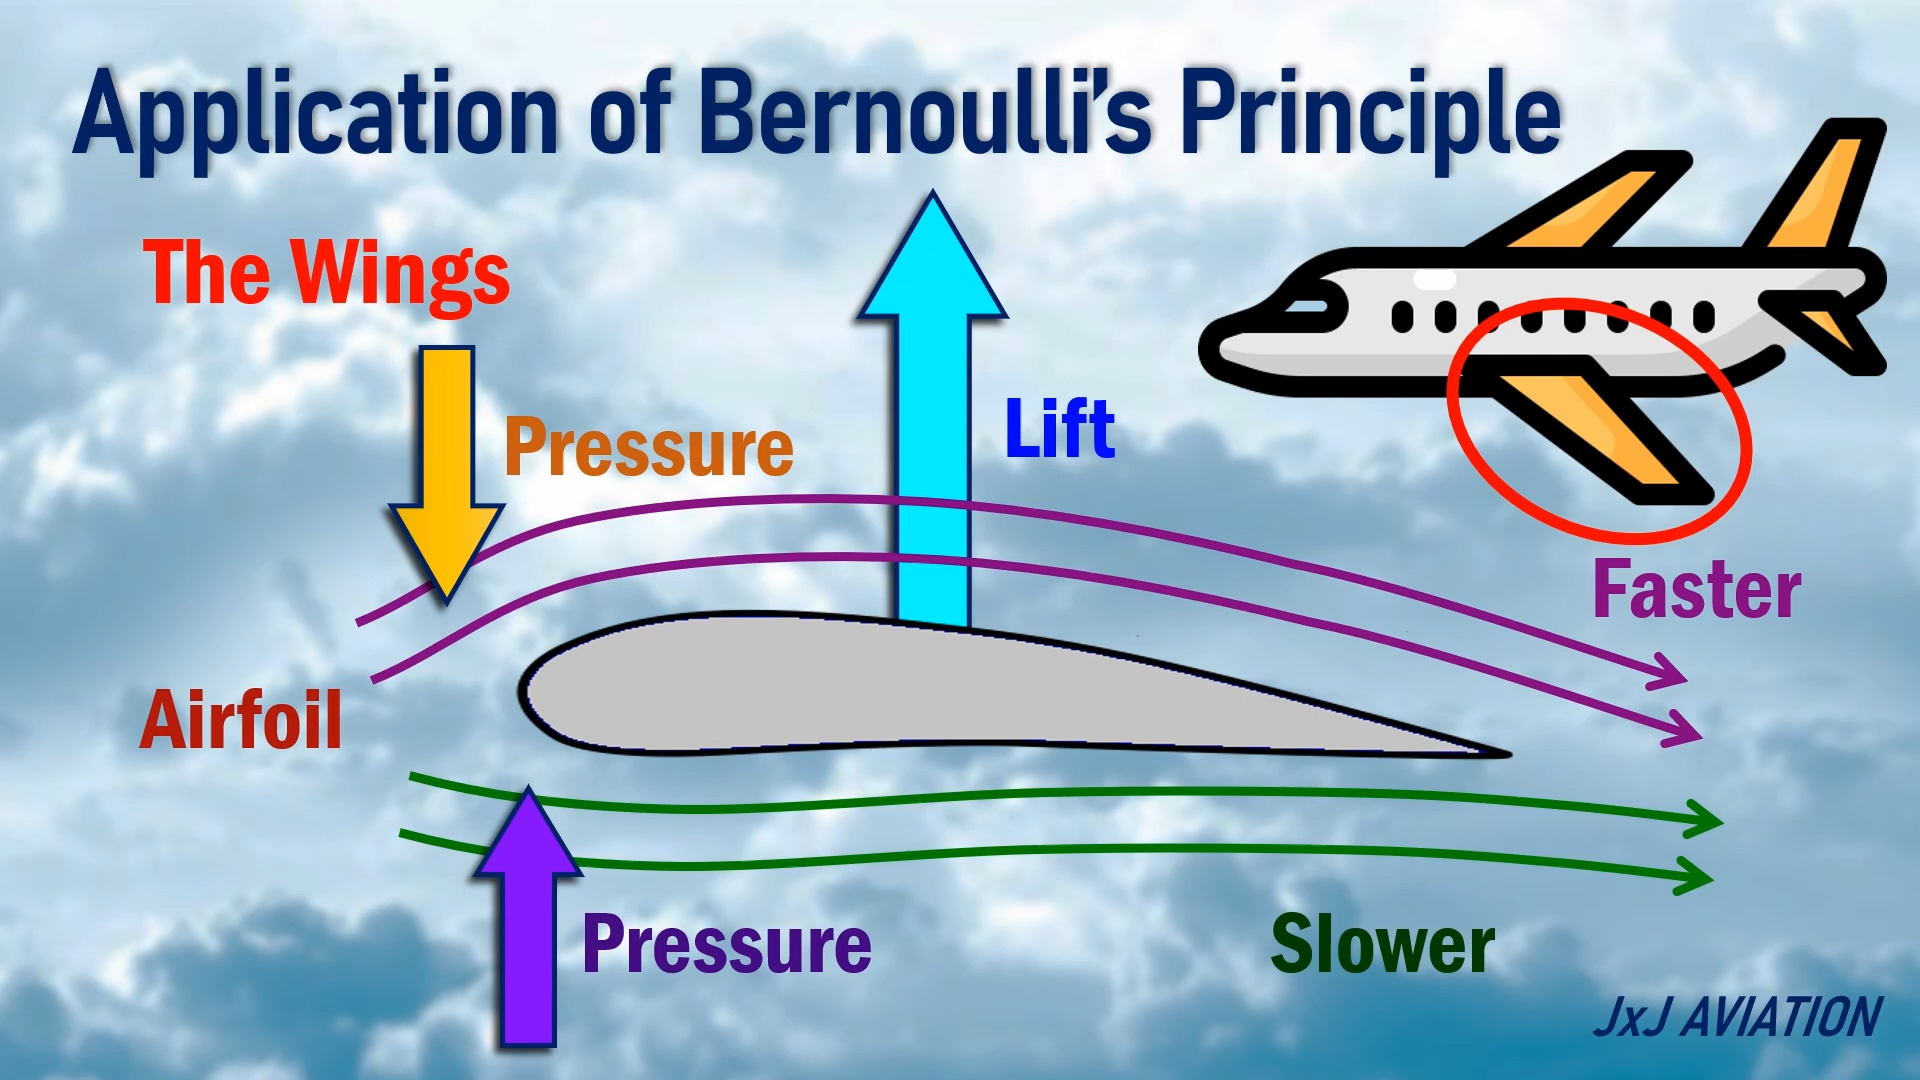 Application of Bernoulli's Principle
The Wings
Pressure
Lift
Faster
Airfoil
Pressure
Slower
JxJ AVIATION